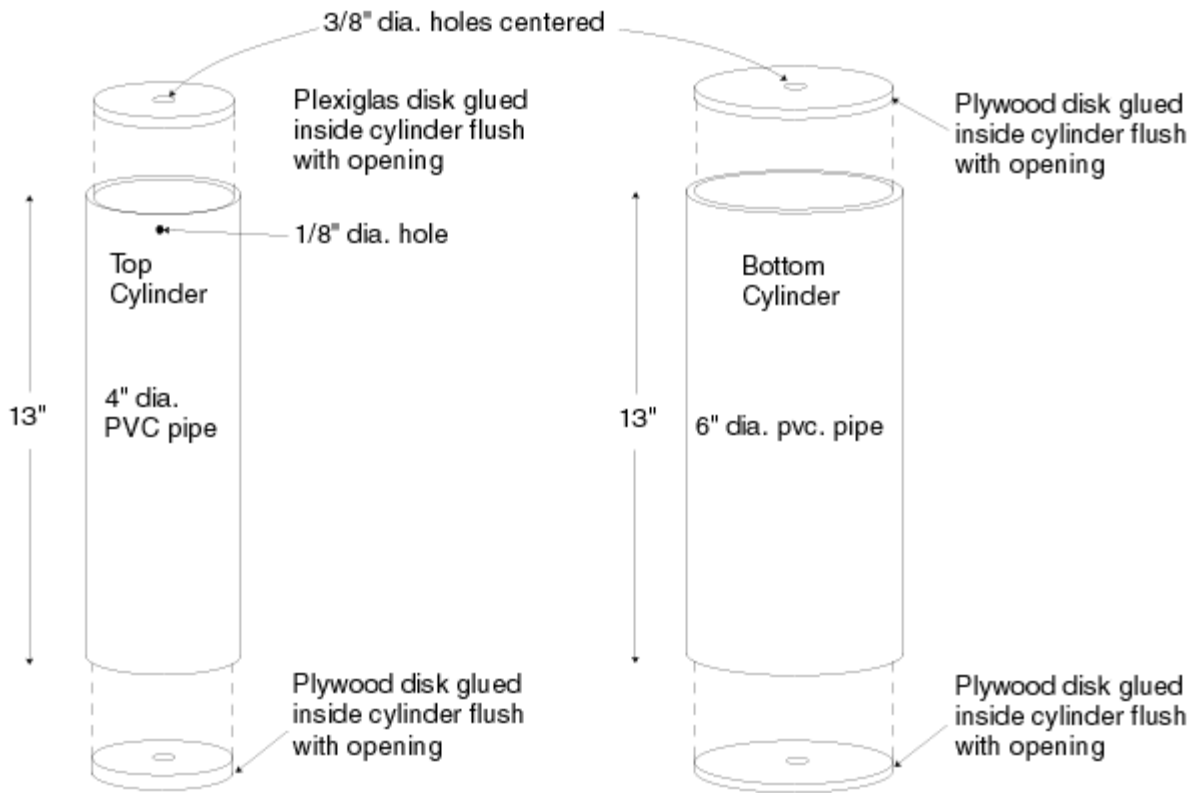 3/8" dia. holes centered
Plexiglas disk glued
inside cylinder flush
with opening
Plywood disk glued
inside cylinder flush
with opening
1/8" dia. hole
Top
Cylinder
Bottom
Cylinder
13"
4" dia.
PVC pipe
13"
6" dia. pvc. pipe
Plywood disk glued
inside cylinder flush
with opening
Plywood disk glued
inside cylinder flush
with opening